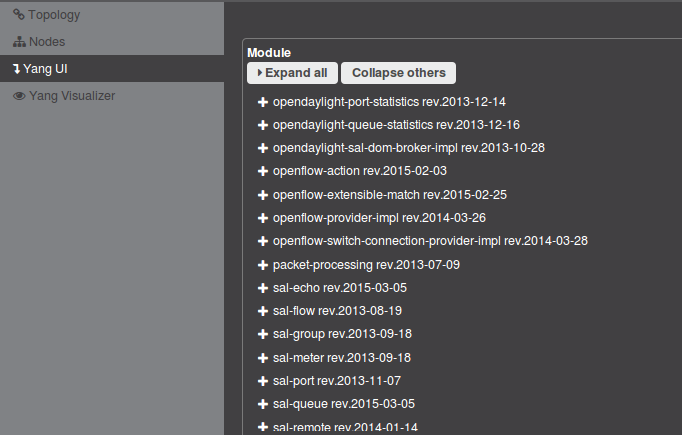 Topology
Nodes
Yang UI
Yang Visualizer
Module
Expand all
Collapse others
opendaylight-port-statistics rev.2013-12-14
opendaylight-queue-statistics rev.2013-12-16
opendaylight-sal-dom-broker-impl rev.2013-10-28
openflow-action rev.2015-02-03
openflow-extensible-match rev.2015-02-25
openflow-provider-impl rev.2014-03-26
openflow-switch-connection-provider-impl rev.2014-03-28
packet-processing rev.2013-07-09
sal-echo rev.2015-03-05
sal-flow rev.2013-08-19
sal-group rev.2013-09-18
sal-meter rev.2013-09-18
sal-port rev.2013-11-07
sal-queue rev.2015-03-05
sal-remote rev.2014-01-14